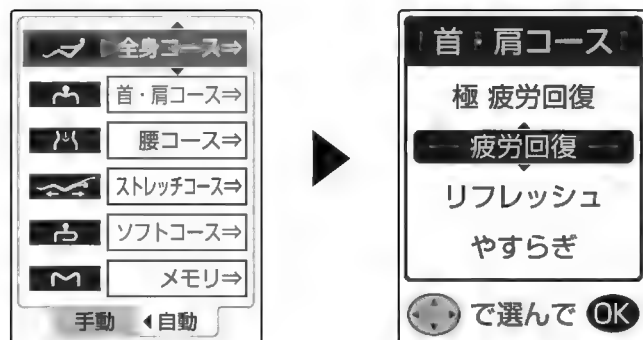 全身コース⇒
首・肩コース⇒
腰コース⇒
ストレッチコース⇒
ソフトコース⇒
メモリ⇒
手動 ◀自動
首・肩コース
極 疲労回復
疲労回復
リフレッシュ
やすらぎ
で選んで OK